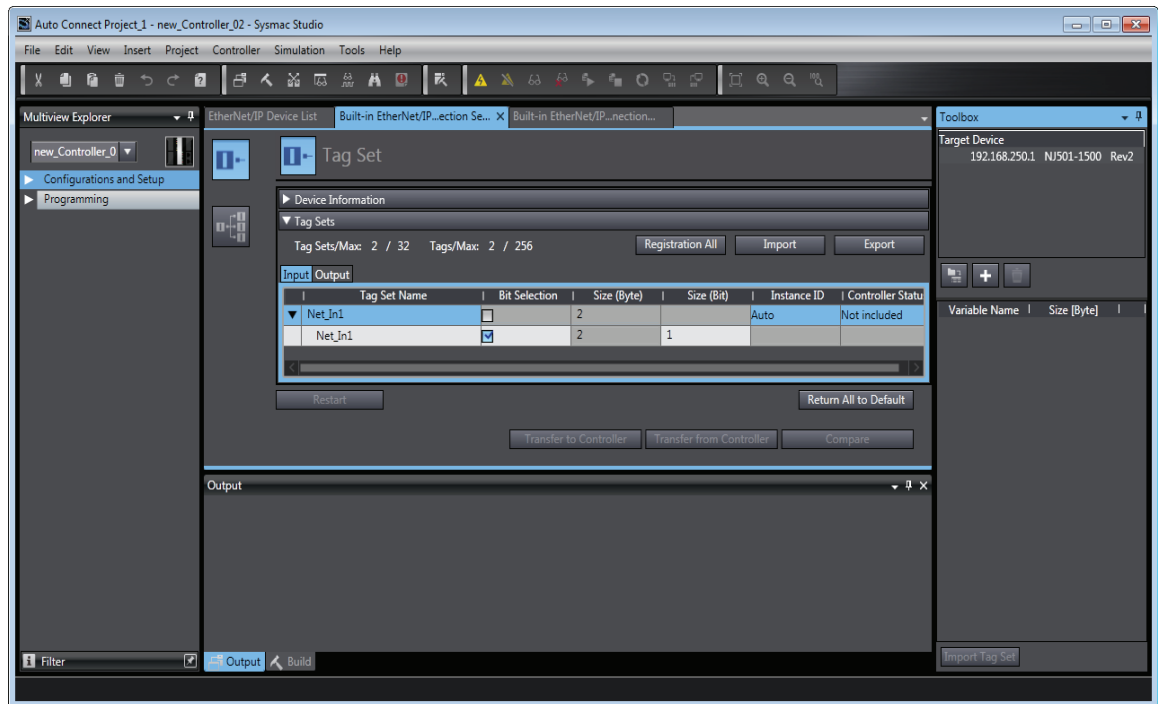 Auto Connect Project_1 - new_Controller_02 - Sysmac Studio
File Edit View Insert Project Controller Simulation Tools Help
Multiview Explorer
new_Controller_0
Configurations and Setup
Programming
EtherNet/IP Device List Built-in EtherNet/IP...ection Se... X Built-in EtherNet/IP...nection...
Tag Set
Device Information
Tag Sets
Tag Sets/Max: 2 / 32 Tags/Max: 2 / 256 Registration All Import Export
Input Output
Tag Set Name Bit Selection Size (Byte) Size (Bit) Instance ID Controller Statu
Net_In1 2 Auto Not included
Net_In1 2 1
Restart Return All to Default
Transfer to Controller Transfer from Controller Compare
Output
Output Build
Filter
Toolbox
Target Device
192.168.250.1 NJ501-1500 Rev2
Variable Name Size [Byte]
Import Tag Set